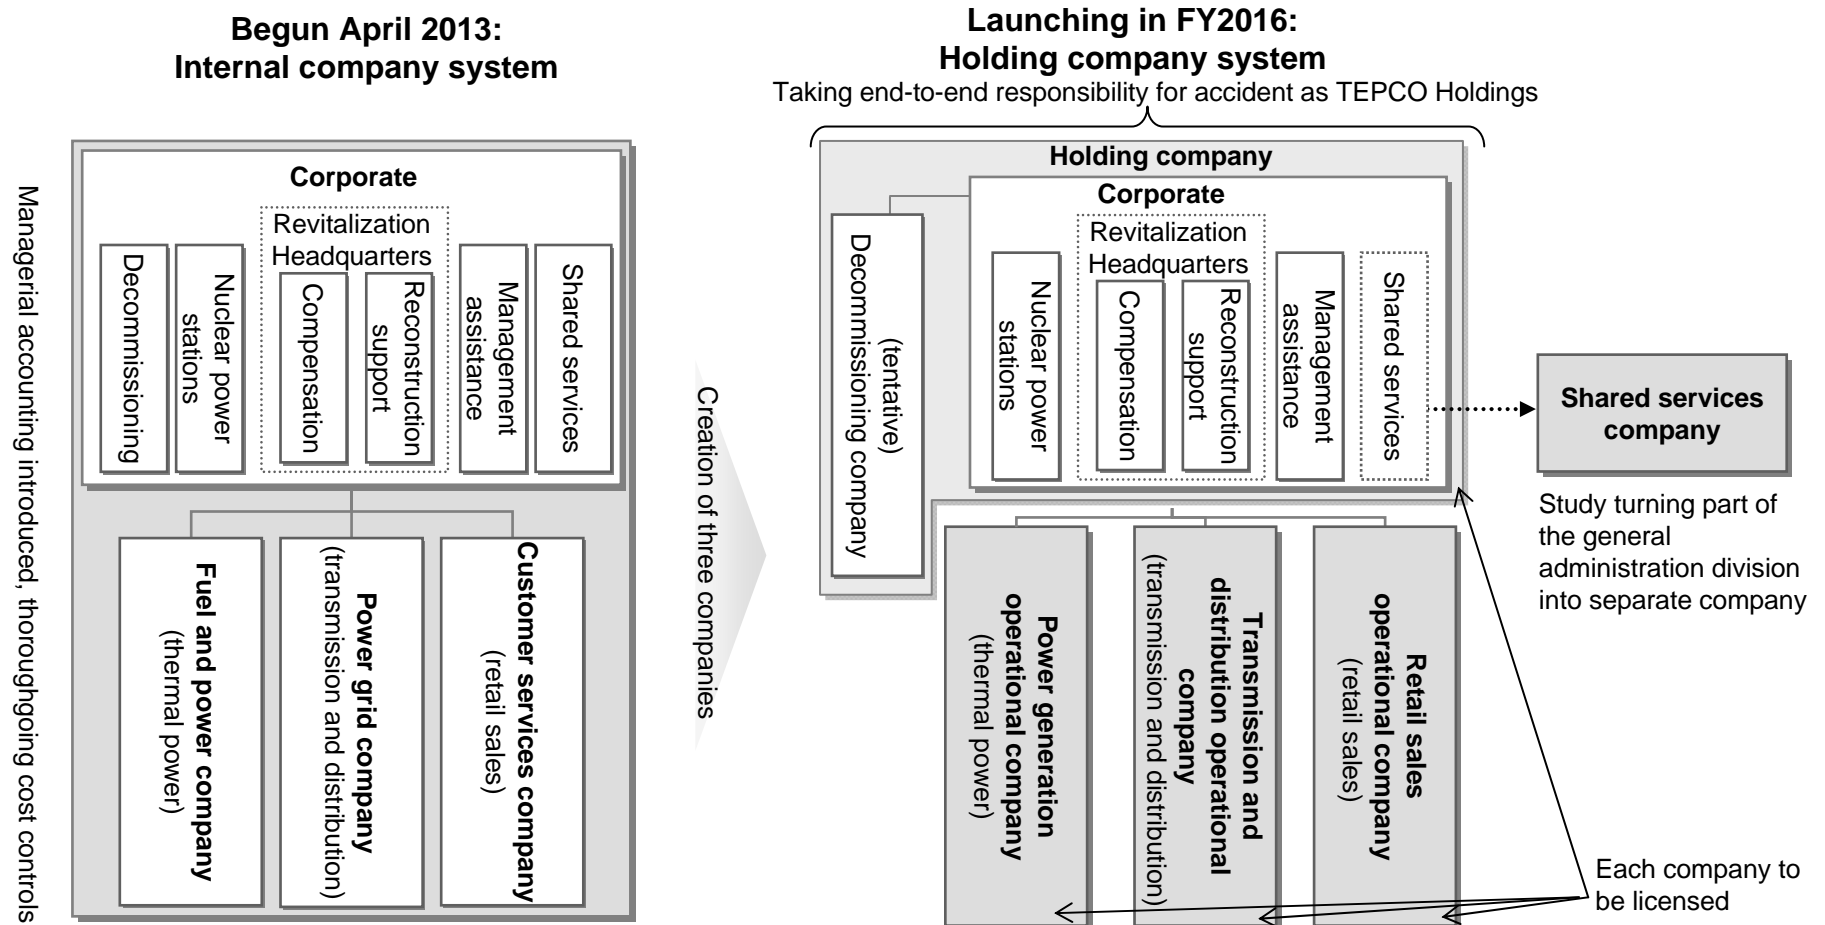 Begun April 2013:
Internal company system
Managerial accounting introduced, thoroughgoing cost controls
Corporate
Decommissioning
Nuclear power
stations
Revitalization
Headquarters
Compensation
Reconstruction
support
Management
assistance
Shared services
Fuel and power company
(thermal power)
Power grid company
(transmission and distribution)
Customer services company
(retail sales)
Creation of three companies
Launching in FY2016:
Holding company system
Taking end-to-end responsibility for accident as TEPCO Holdings
Holding company
Decommissioning company
(tentative)
Corporate
Nuclear power
stations
Revitalization
Headquarters
Compensation
Reconstruction
support
Management
assistance
Shared services
Shared services
company
Study turning part of
the general
administration division
into separate company
Power generation
operational company
(thermal power)
Transmission and
distribution operational
company
(transmission and distribution)
Retail sales
operational company
(retail sales)
Each company to
be licensed